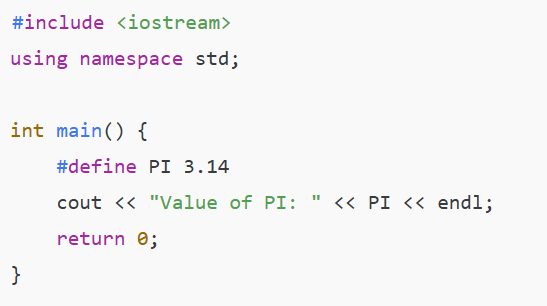 #include <iostream>
using namespace std;
int main() {
    #define PI 3.14
    cout << "Value of PI: " << PI << endl;
    return 0;
}